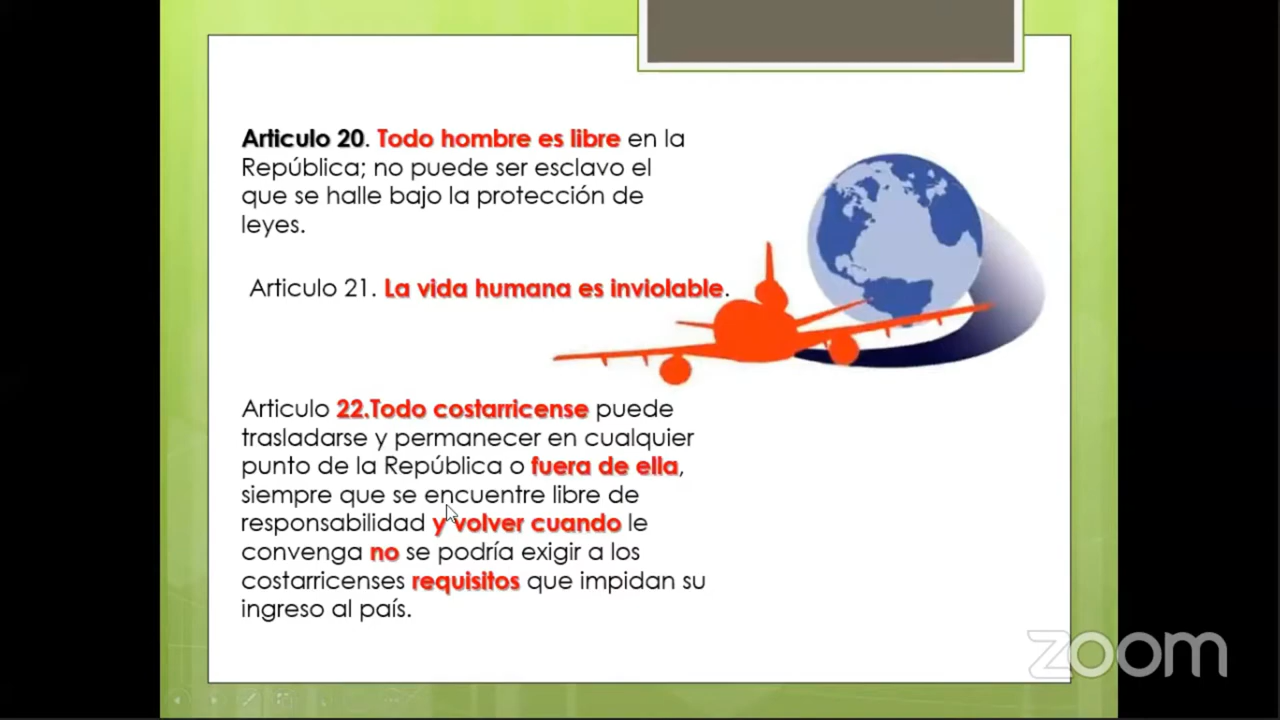 Articulo 20. Todo hombre es libre en la
República; no puede ser esclavo el
que se halle bajo la protección de
leyes.
Articulo 21. La vida humana es inviolable.
Articulo 22.Todo costarricense puede
trasladarse y permanecer en cualquier
punto de la República o fuera de ella,
siempre que se encuentre libre de
responsabilidad y volver cuando le
convenga no se podría exigir a los
costarricenses requisitos que impidan su
ingreso al país.
zoom